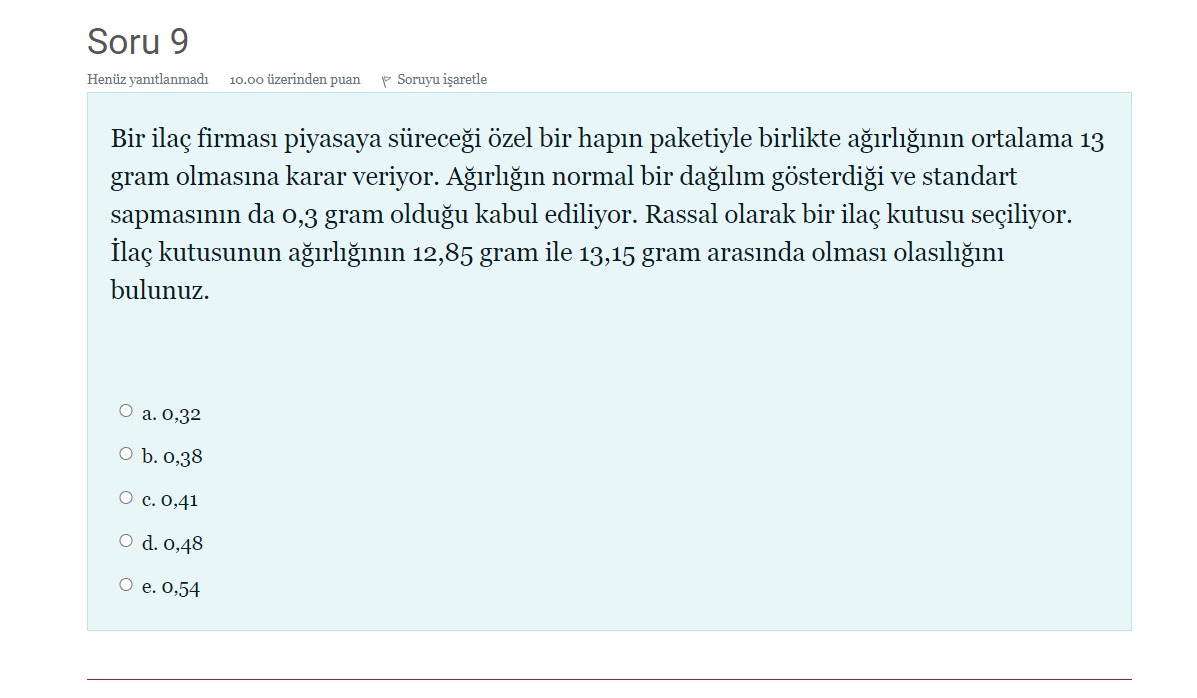 Soru 9
Henüz yanıtlanmadı 10.00 üzerinden puan Soruyu işaretle
Bir ilaç firması piyasaya süreceği özel bir hapın paketiyle birlikte ağırlığının ortalama 13
gram olmasına karar veriyor. Ağırlığın normal bir dağılım gösterdiği ve standart
sapmasının da 0,3 gram olduğu kabul ediliyor. Rassal olarak bir ilaç kutusu seçiliyor.
İlaç kutusunun ağırlığının 12,85 gram ile 13,15 gram arasında olması olasılığını
bulunuz.
a. 0,32
b. 0,38
c. 0,41
d. 0,48
e. 0,54